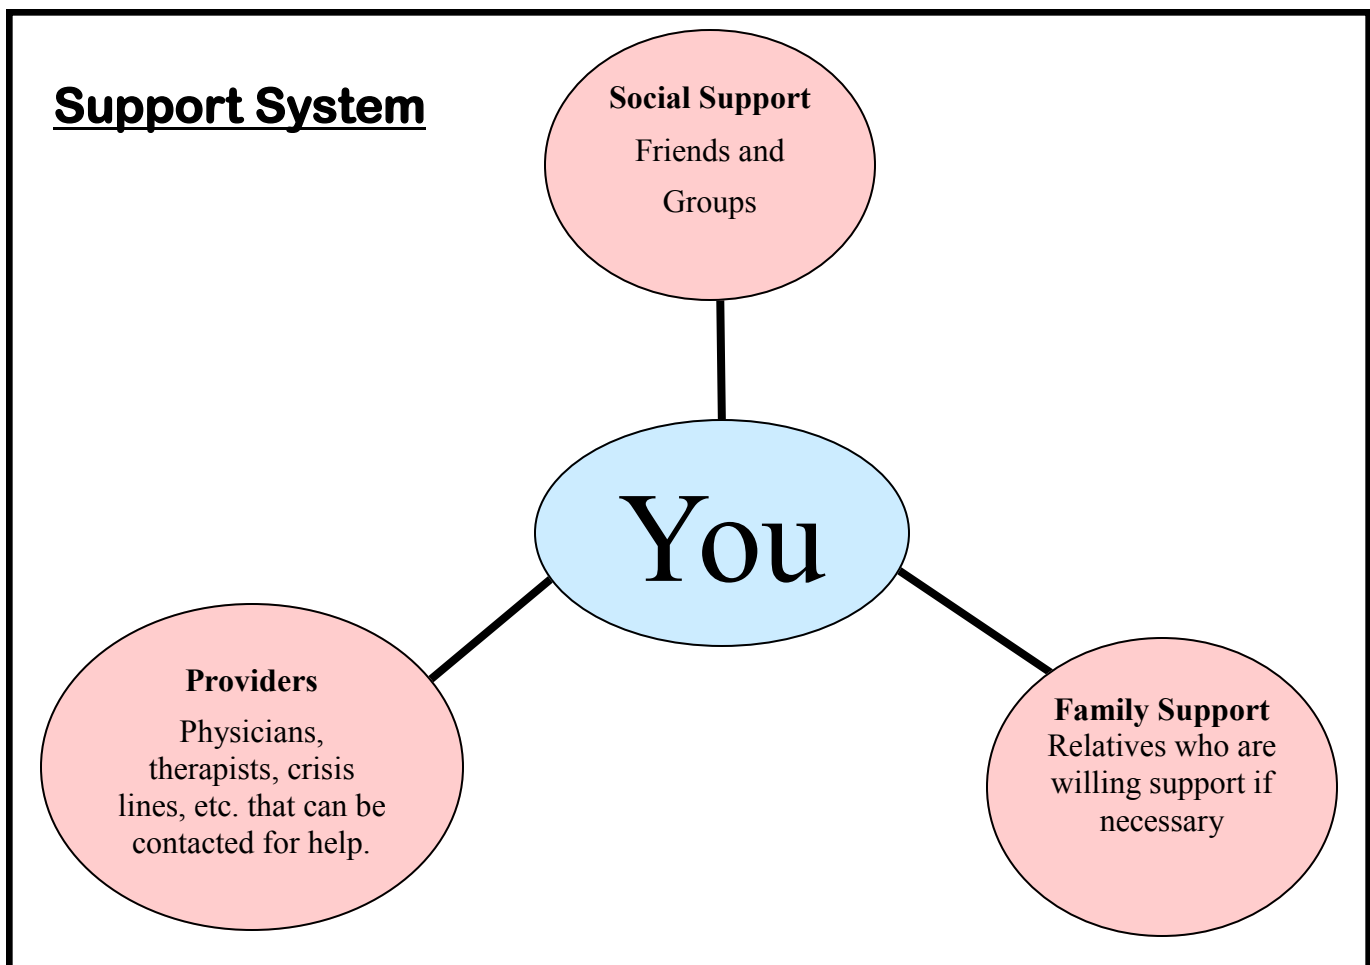 Support System
Social Support
Friends and
Groups
You
Providers
Physicians,
therapists, crisis
lines, etc. that can be
contacted for help.
Family Support
Relatives who are
willing support if
necessary